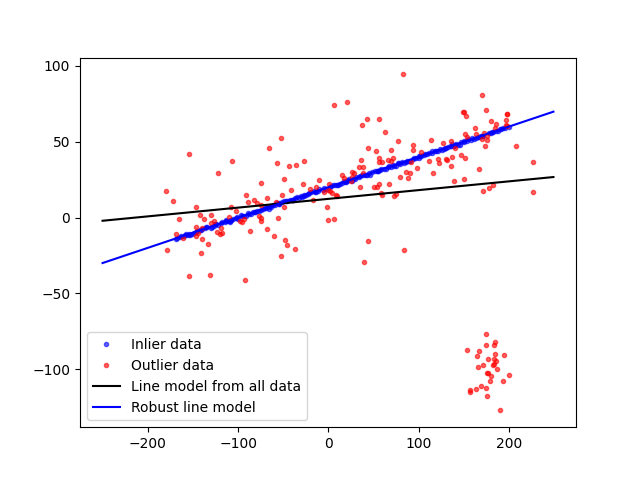 100
50
0
−50
−100
Inlier data
Outlier data
Line model from all data
Robust line model
−200 −100 0 100 200